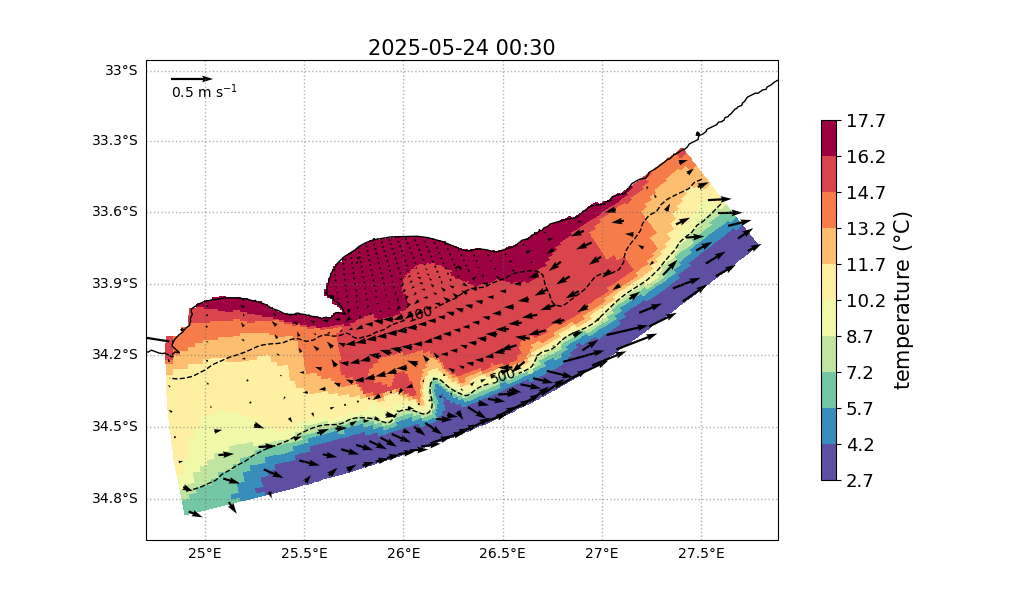 2025-05-24 00:30
33°S
0.5 m s⁻¹
33.3°S
33.6°S
33.9°S
34.2°S
34.5°S
34.8°S
100
500
25°E
25.5°E
26°E
26.5°E
27°E
27.5°E
17.7
16.2
14.7
13.2
11.7
10.2
8.7
7.2
5.7
4.2
2.7
temperature (°C)